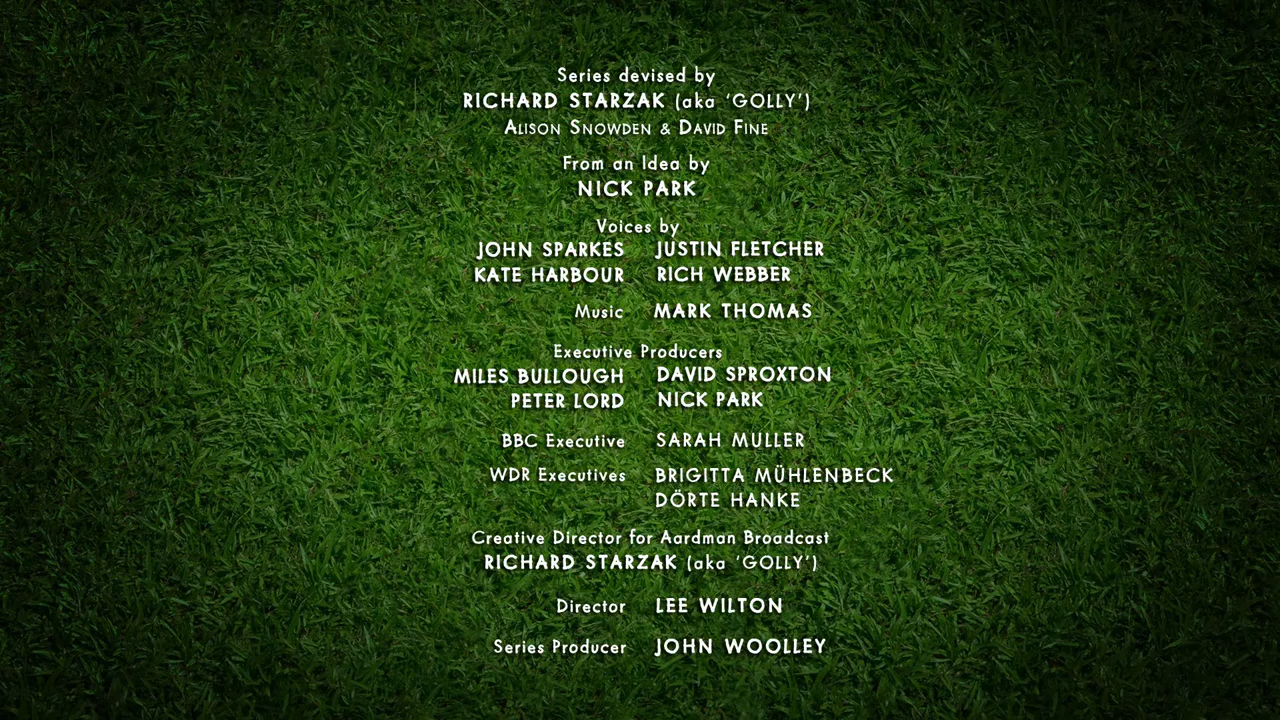 Series devised by
RICHARD STARZAK (aka ‘GOLLY’)
ALISON SNOWDEN & DAVID FINE
From an Idea by
NICK PARK
Voices by
JOHN SPARKES JUSTIN FLETCHER
KATE HARBOUR RICH WEBBER
Music MARK THOMAS
Executive Producers
MILES BULLOUGH DAVID SPROXTON
PETER LORD NICK PARK
BBC Executive SARAH MULLER
WDR Executives BRIGITTA MÜHLENBECK
DÖRTE HANKE
Creative Director for Aardman Broadcast
RICHARD STARZAK (aka ‘GOLLY’)
Director LEE WILTON
Series Producer JOHN WOOLLEY